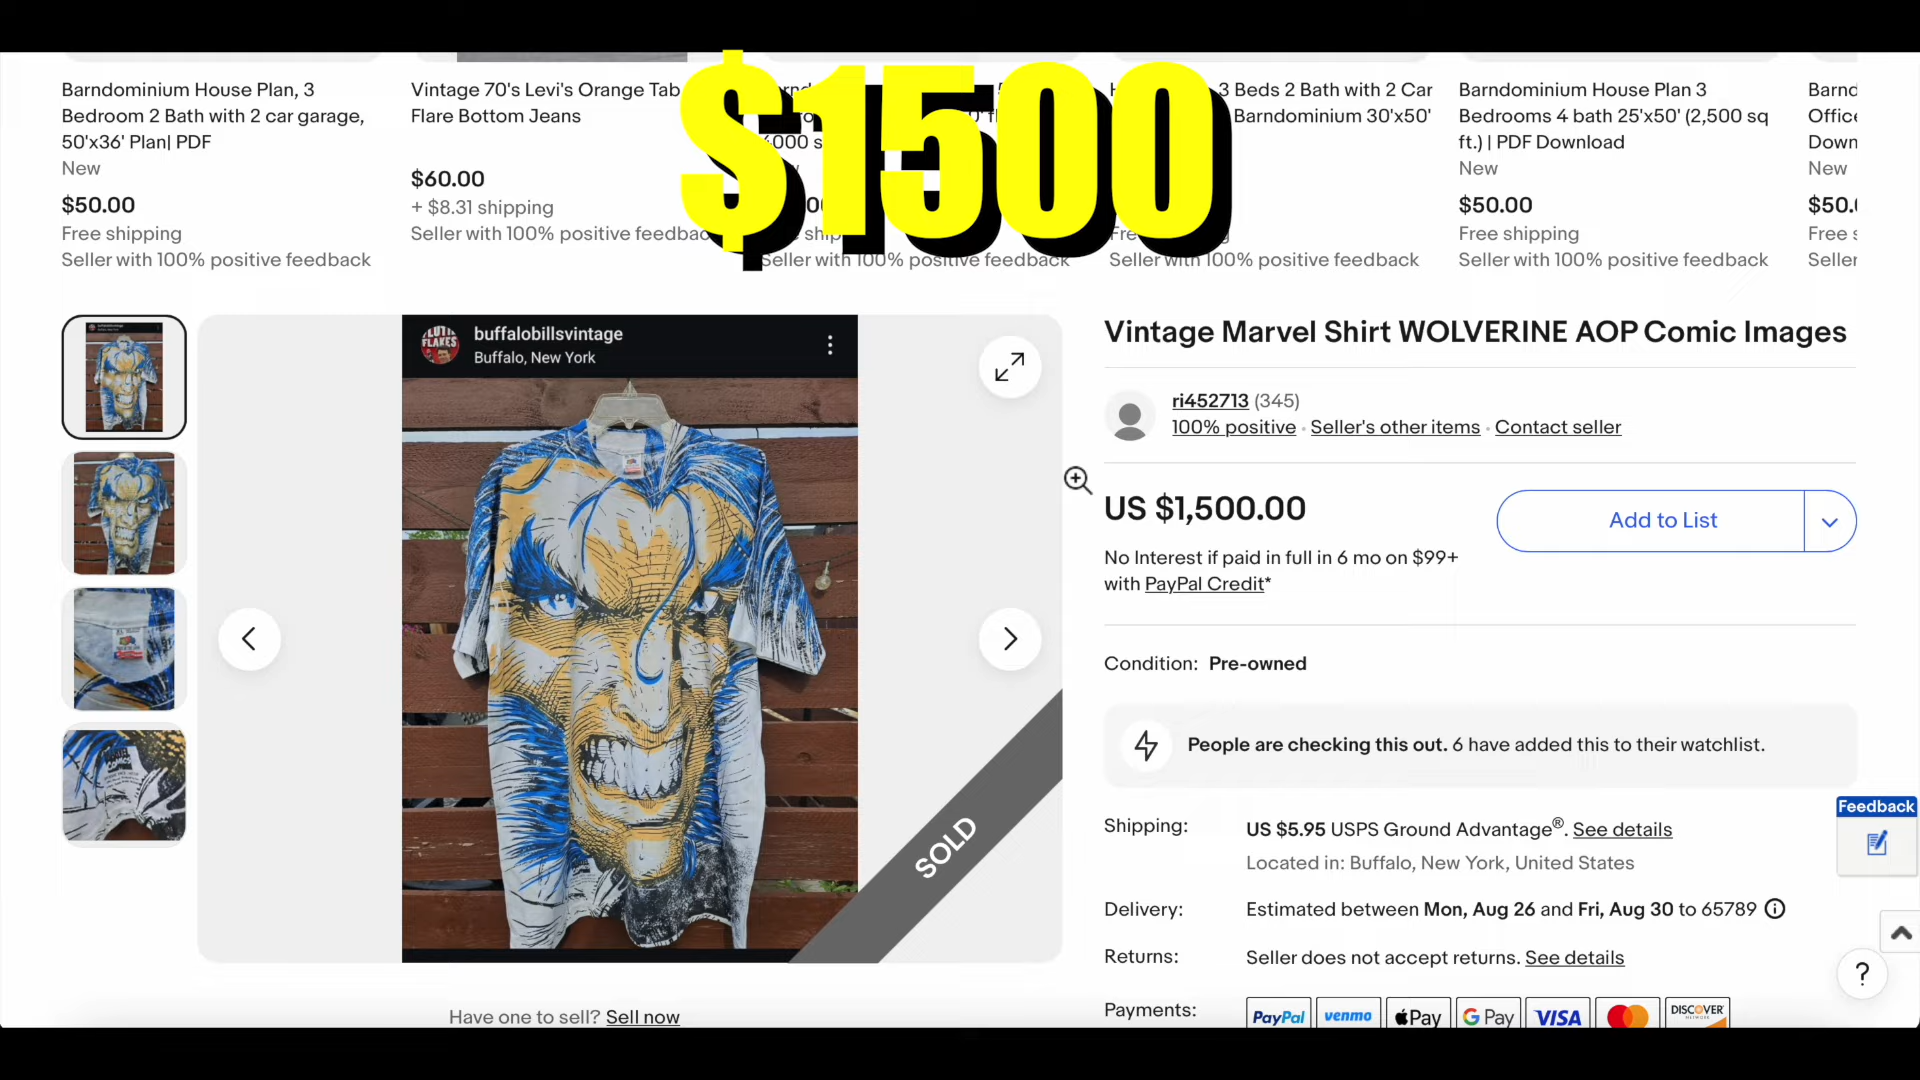 $1500
Barndominium House Plan, 3
Bedroom 2 Bath with 2 car garage,
50'x36' Plan| PDF
New
$50.00
Free shipping
Seller with 100% positive feedback
Vintage 70's Levi's Orange Tab
Flare Bottom Jeans
$60.00
+ $8.31 shipping
Seller with 100% positive feedback
Seller with 100% positive feedback
3 Beds 2 Bath with 2 Car
Barndominium 30'x50'
Seller with 100% positive feedback
Barndominium House Plan 3
Bedrooms 4 bath 25'x50' (2,500 sq
ft.) | PDF Download
New
$50.00
Free shipping
Seller with 100% positive feedback
Barnd
Office
Down
New
$50.
Free s
Seller
buffalobillsvintage
Buffalo, New York
FLUTIE
FLAKES
SOLD
Have one to sell? Sell now
Vintage Marvel Shirt WOLVERINE AOP Comic Images
ri452713 (345)
100% positive · Seller's other items · Contact seller
US $1,500.00
Add to List
No Interest if paid in full in 6 mo on $99+
with PayPal Credit*
Condition: Pre-owned
People are checking this out. 6 have added this to their watchlist.
Shipping: US $5.95 USPS Ground Advantage®. See details
Located in: Buffalo, New York, United States
Delivery: Estimated between Mon, Aug 26 and Fri, Aug 30 to 65789
Returns: Seller does not accept returns. See details
Payments: PayPal venmo Pay G Pay VISA DISCOVER
Feedback
?